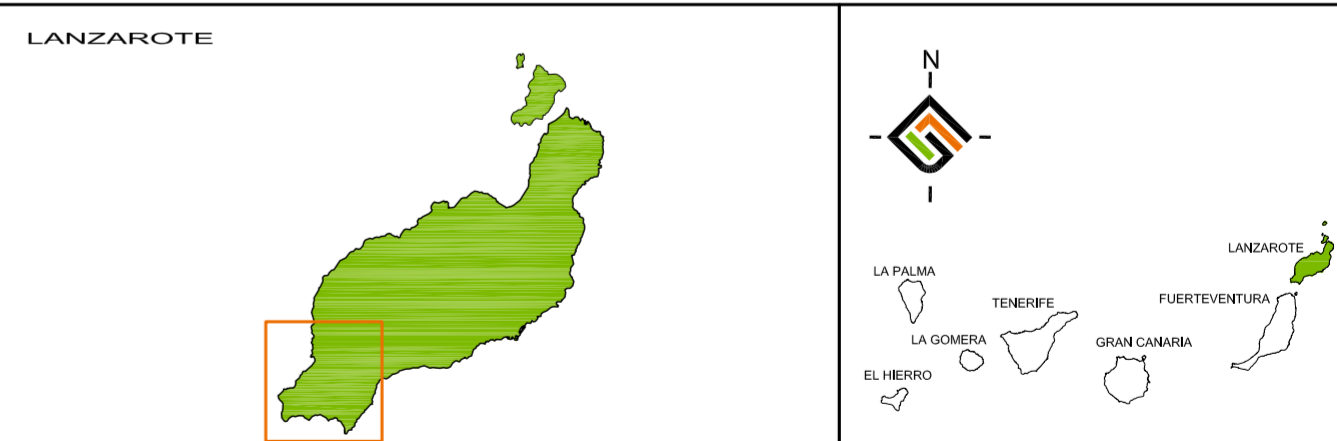 LANZAROTE
N
LANZAROTE
LA PALMA
FUERTEVENTURA
TENERIFE
LA GOMERA
GRAN CANARIA
EL HIERRO